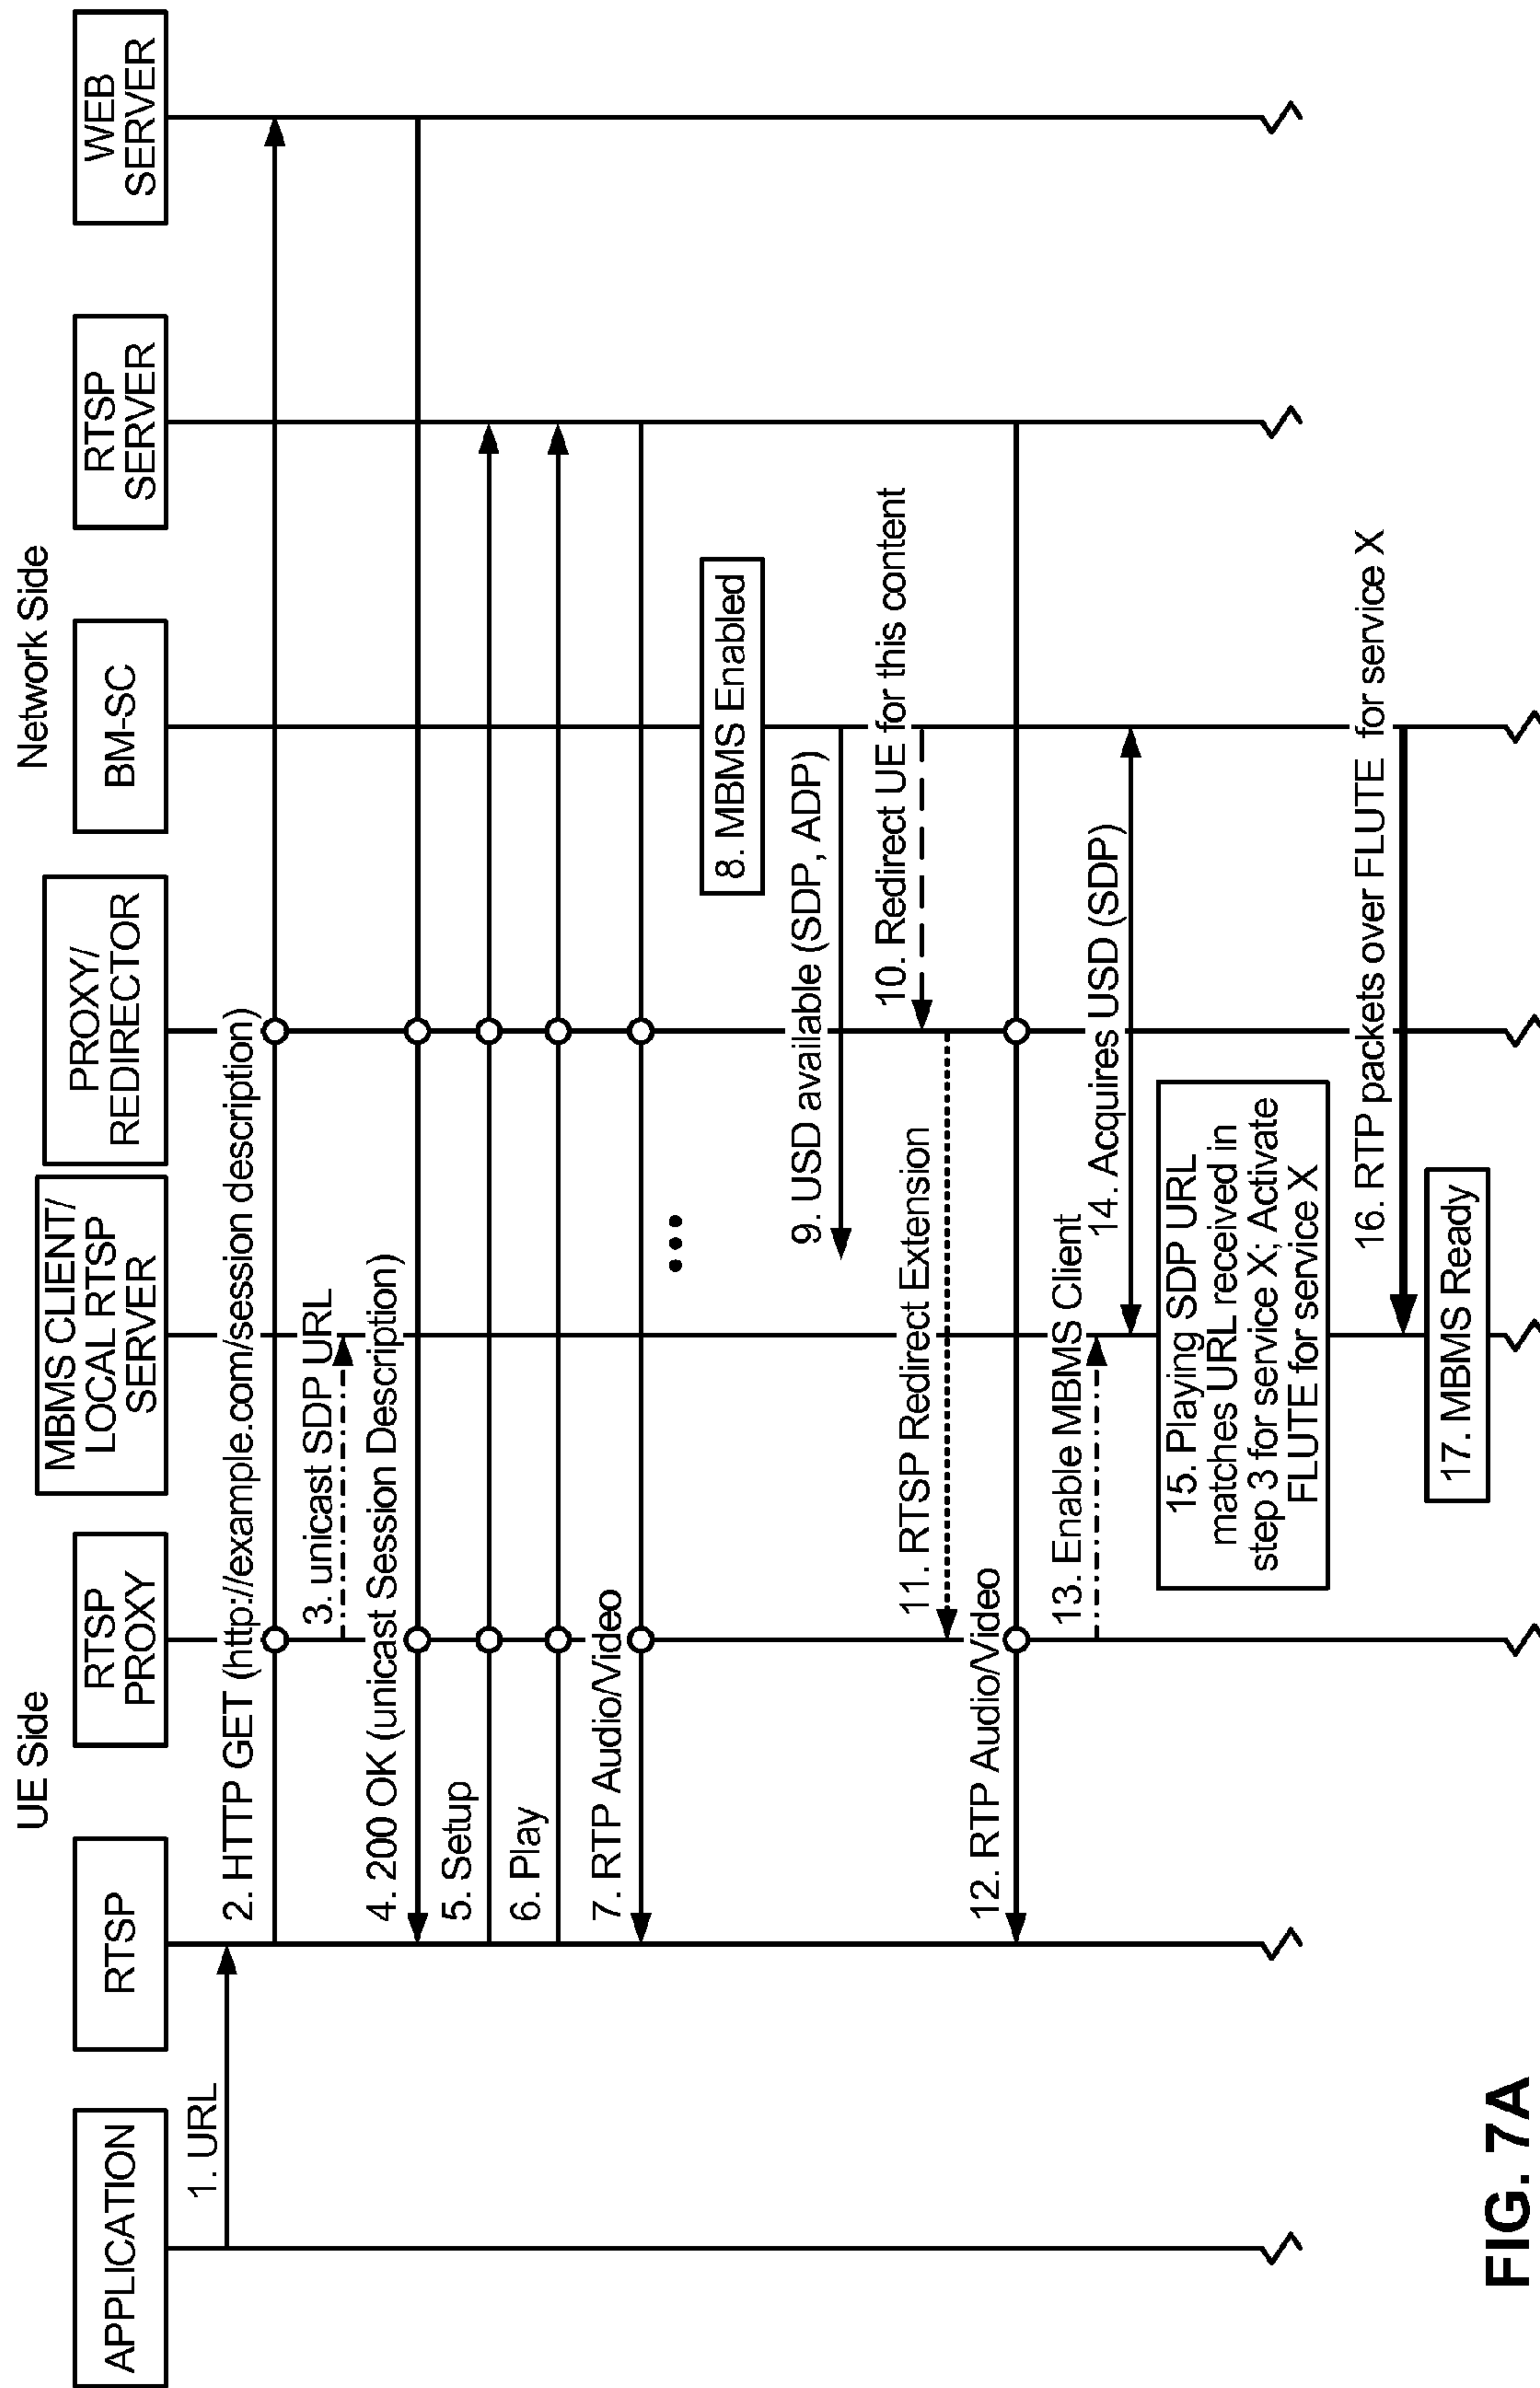 UE Side
Network Side
APPLICATION
RTSP
RTSP
PROXY
MBMS CLIENT/
LOCAL RTSP
SERVER
PROXY/
REDIRECTOR
BM-SC
RTSP
SERVER
WEB
SERVER
1. URL
2. HTTP GET (http://example.com/session description)
3. unicast SDP URL
4. 200 OK (unicast Session Description)
5. Setup
6. Play
7. RTP Audio/Video
8. MBMS Enabled
9. USD available (SDP, ADP)
10. Redirect UE for this content
11. RTSP Redirect Extension
12. RTP Audio/Video
13. Enable MBMS Client
14. Acquires USD (SDP)
15. Playing SDP URL
matches URL received in
step 3 for service X; Activate
FLUTE for service X
16. RTP packets over FLUTE for service X
17. MBMS Ready
FIG. 7A